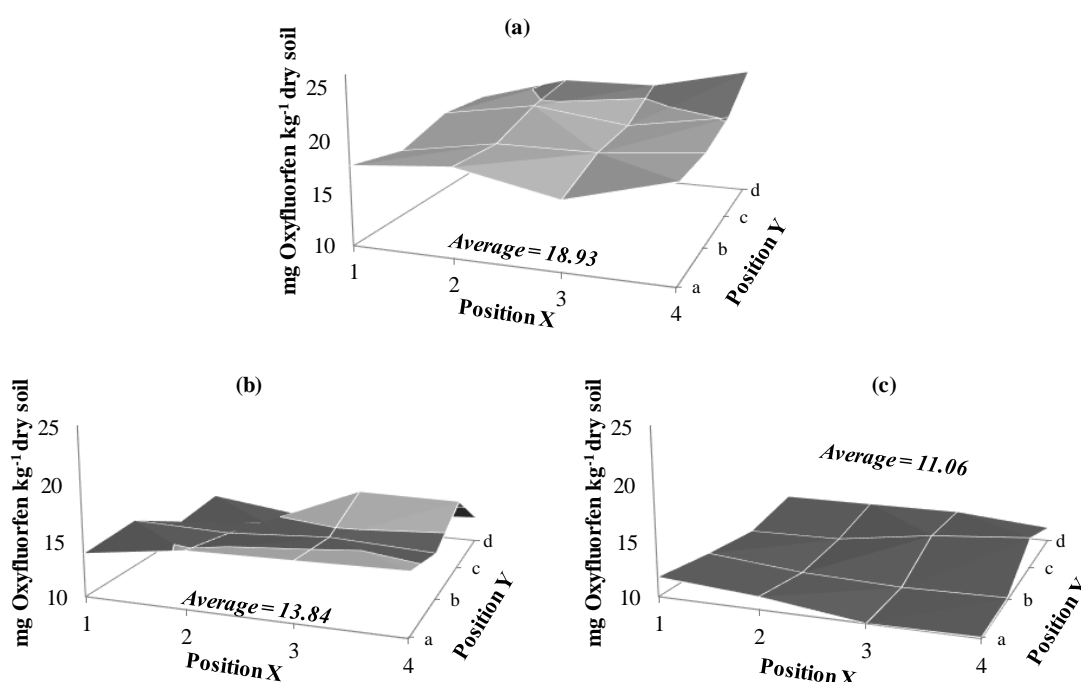 (a)
mg Oxyfluorfen kg-1 dry soil
25
20
15
10
Average = 18.93
1
2
3
4
Position X
a
b
c
d
Position Y
(b)
mg Oxyfluorfen kg-1 dry soil
25
20
15
10
Average = 13.84
1
2
3
4
Position X
a
b
c
d
Position Y
(c)
mg Oxyfluorfen kg-1 dry soil
25
20
15
10
Average = 11.06
1
2
3
4
Position X
a
b
c
d
Position Y